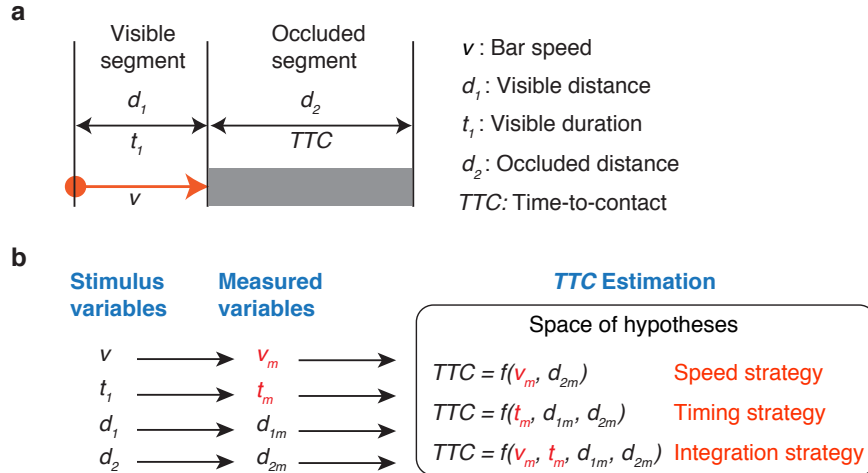 a
Visible segment
Occluded segment
d₁
d₂
t₁
TTC
v
v : Bar speed
d₁ : Visible distance
t₁ : Visible duration
d₂ : Occluded distance
TTC: Time-to-contact
b
Stimulus variables
Measured variables
TTC Estimation
Space of hypotheses
v
vₘ
t₁
tₘ
d₁
d₁ₘ
d₂
d₂ₘ
TTC = f(vₘ, d₂ₘ) Speed strategy
TTC = f(tₘ, d₁ₘ, d₂ₘ) Timing strategy
TTC = f(vₘ, tₘ, d₁ₘ, d₂ₘ) Integration strategy